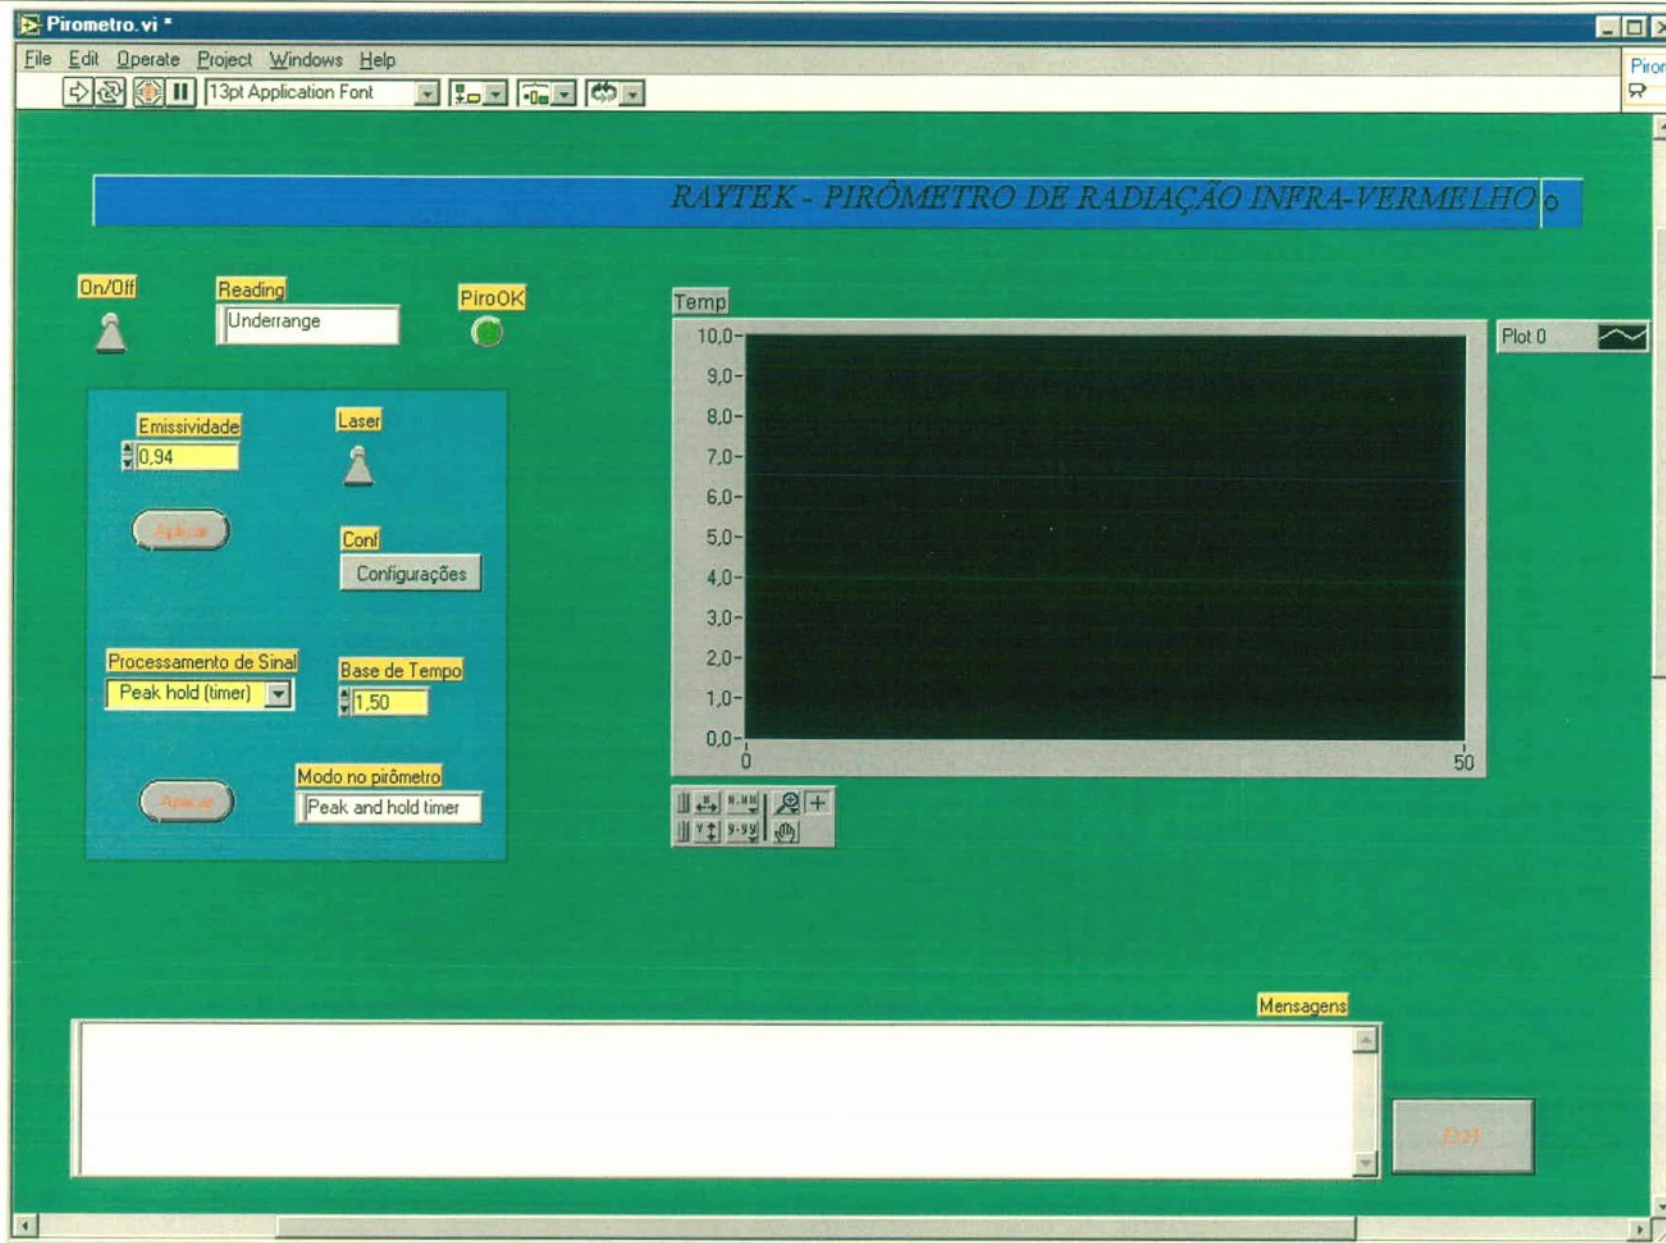 Pirometro.vi *
File Edit Operate Project Windows Help
13pt Application Font
RAYTEK - PIRÔMETRO DE RADIAÇÃO INFRA-VERMELHO o
On/Off
Reading
Underrange
PiroOK
Emissividade
0,94
Laser
Aplicar
Conf
Configurações
Processamento de Sinal
Peak hold (timer)
Base de Tempo
1,50
Aplicar
Modo no pirômetro
Peak and hold timer
Temp
10,0
9,0
8,0
7,0
6,0
5,0
4,0
3,0
2,0
1,0
0,0
0
50
Plot 0
Mensagens